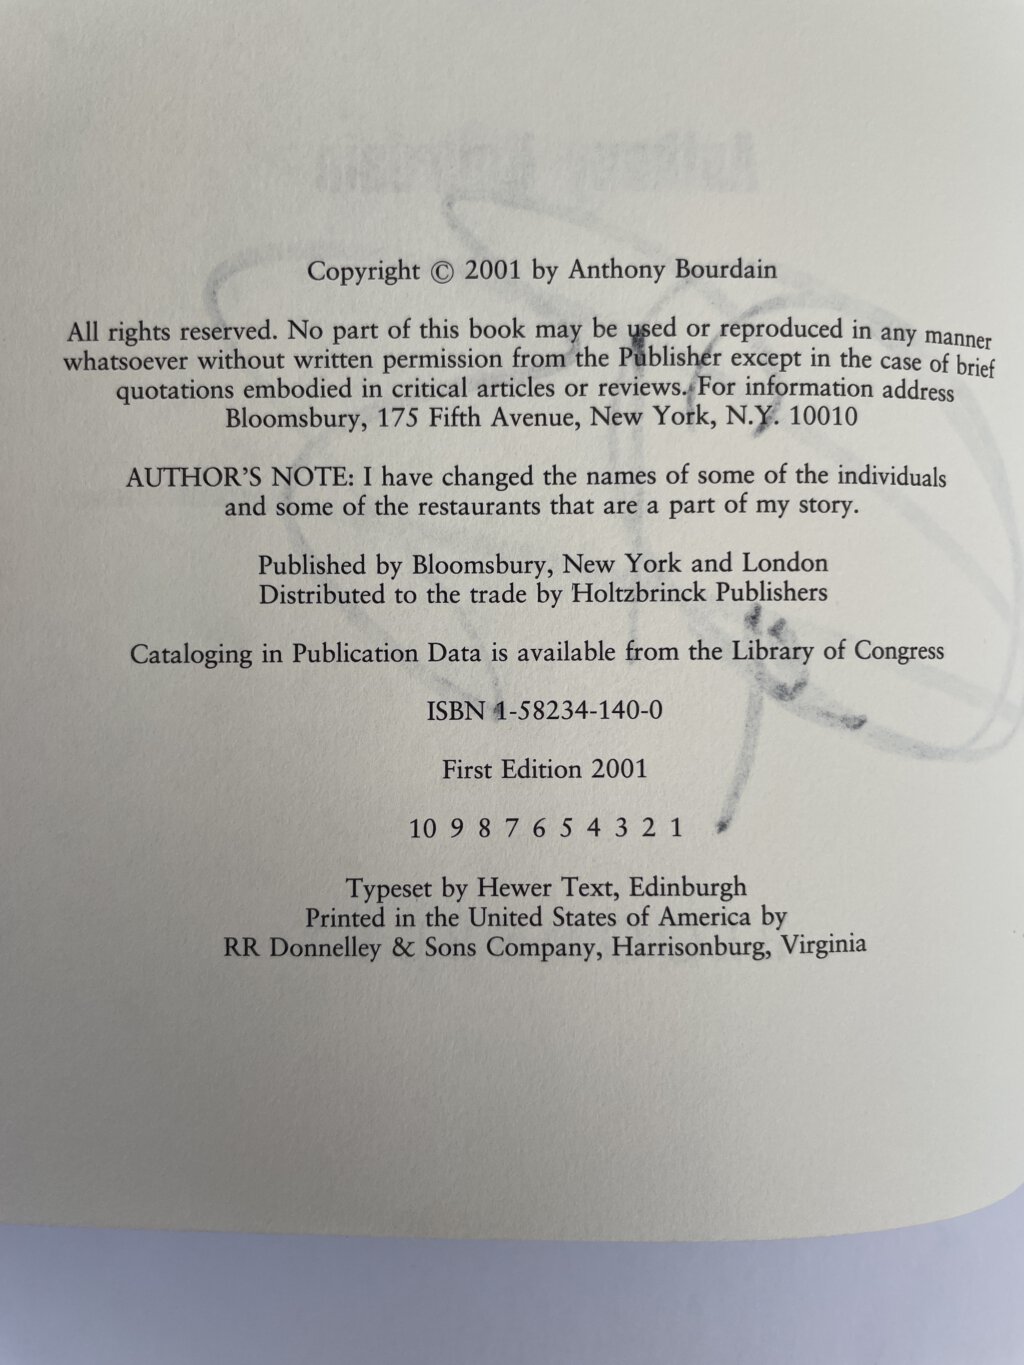 Copyright © 2001 by Anthony Bourdain
All rights reserved. No part of this book may be used or reproduced in any manner
whatsoever without written permission from the Publisher except in the case of brief
quotations embodied in critical articles or reviews. For information address
Bloomsbury, 175 Fifth Avenue, New York, N.Y. 10010
AUTHOR'S NOTE: I have changed the names of some of the individuals
and some of the restaurants that are a part of my story.
Published by Bloomsbury, New York and London
Distributed to the trade by Holtzbrinck Publishers
Cataloging in Publication Data is available from the Library of Congress
ISBN 1-58234-140-0
First Edition 2001
10 9 8 7 6 5 4 3 2 1
Typeset by Hewer Text, Edinburgh
Printed in the United States of America by
RR Donnelley & Sons Company, Harrisonburg, Virginia